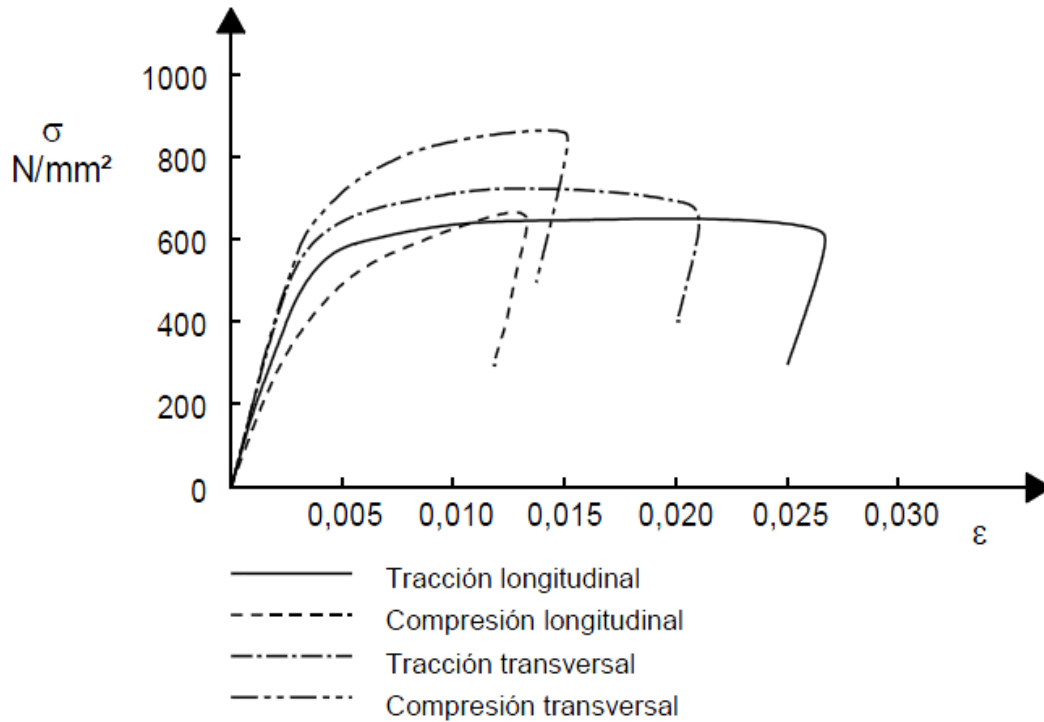 1000
σ
N/mm²
800
600
400
200
0
0,005 0,010 0,015 0,020 0,025 0,030
ε
Tracción longitudinal
Compresión longitudinal
Tracción transversal
Compresión transversal